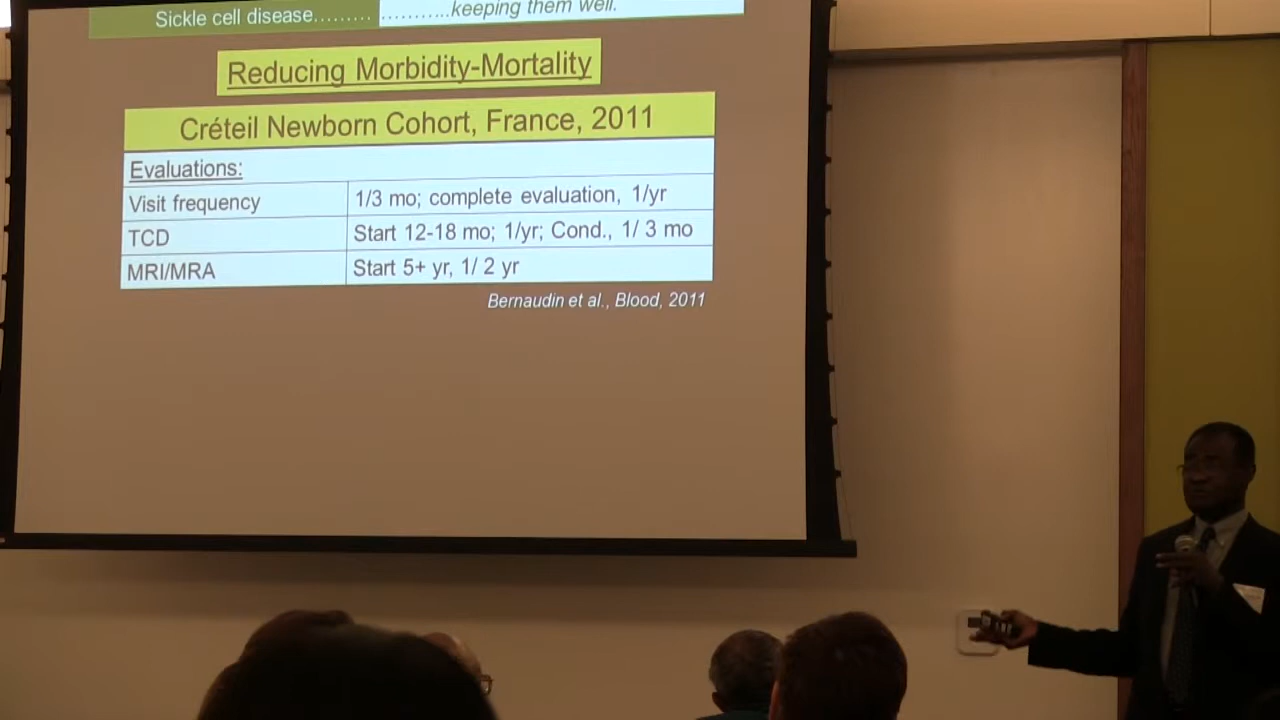 Sickle cell disease......... ...........keeping them well.
Reducing Morbidity-Mortality
Créteil Newborn Cohort, France, 2011
Evaluations:
Visit frequency 1/3 mo; complete evaluation, 1/yr
TCD Start 12-18 mo; 1/yr; Cond., 1/ 3 mo
MRI/MRA Start 5+ yr, 1/ 2 yr
Bernaudin et al., Blood, 2011